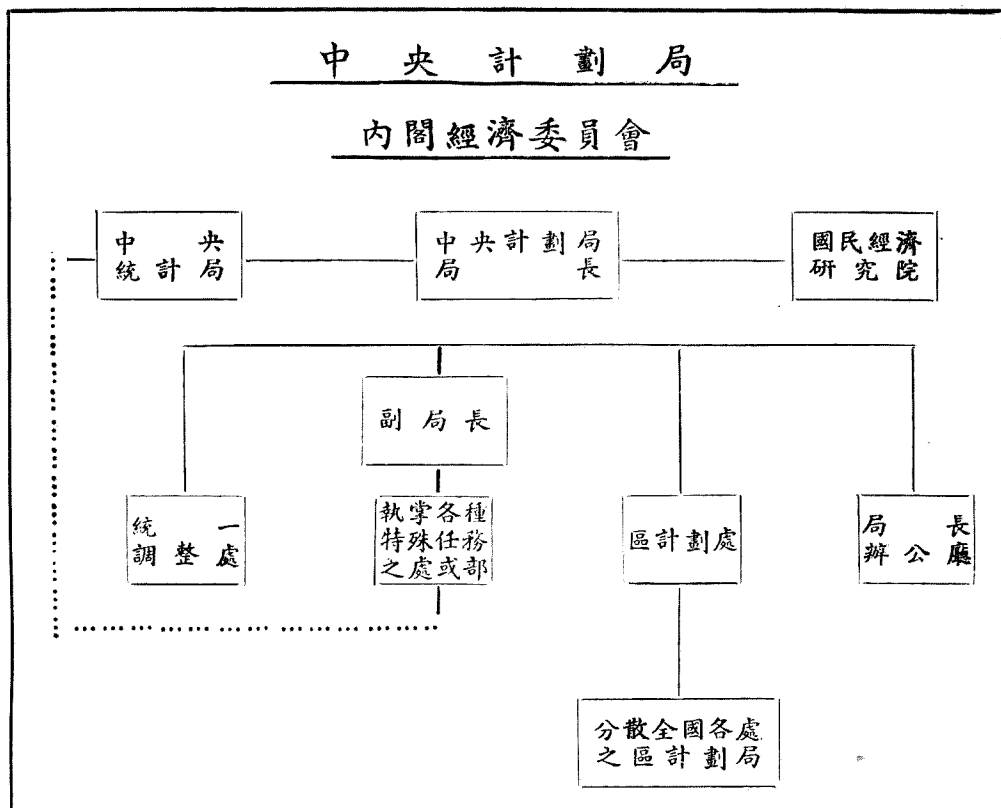 中央計劃局
內閣經濟委員會
中央
統計局
中央計劃局
局長
國民經濟
研究院
副局長
統一
調整處
執掌各種
特殊任務
之處或部
區計劃處
局長
辦公廳
分散全國各處
之區計劃局